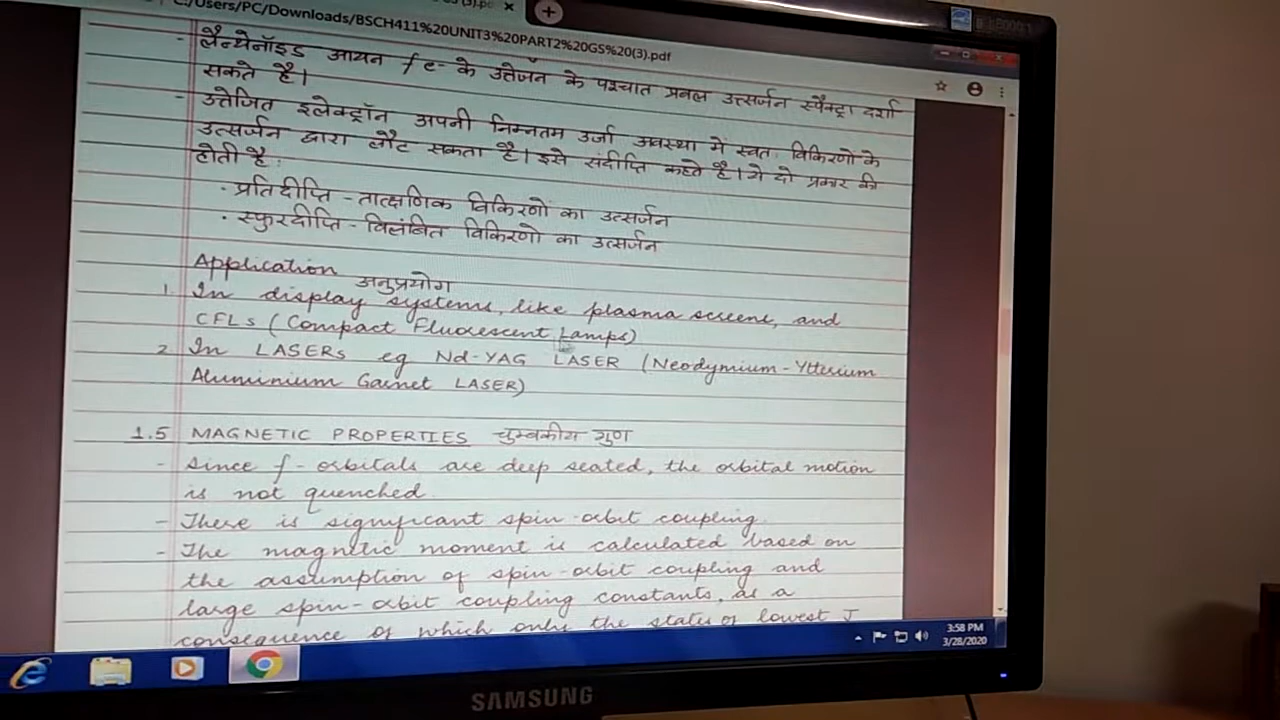 C:/Users/PC/Downloads/BSCH411%20UNIT3%20PART2%20GS%20(3).pdf
- लैन्थेनॉइड आयन f e- के उत्तेजन के पश्चात प्रबल उत्सर्जन स्पैक्ट्रा दर्शा
सकते है।
- उत्तेजित इलेक्ट्रॉन अपनी निम्नतम उर्जा अवस्था में स्वतः विकिरणो के
उत्सर्जन द्वारा लौट सकता है। इसे संदीप्ति कहते है। ये दो प्रकार की
होती है.
· प्रतिदीप्ति - तात्क्षणिक विकिरणो का उत्सर्जन
· स्फुरदीप्ति - विलंबित विकिरणो का उत्सर्जन
Application अनुप्रयोग
1. In display systems, like plasma screens, and
CFLs (Compact Fluorescent Lamps)
2. In LASERs eg Nd-YAG LASER (Neodymium-Ytterium
Aluminium Garnet LASER)
1.5 MAGNETIC PROPERTIES चुम्बकीय गुण
- Since f-orbitals are deep seated, the orbital motion
is not quenched.
- There is significant spin-orbit coupling.
- The magnetic moment is calculated based on
the assumption of spin-orbit coupling and
large spin-orbit coupling constants, as a
consequence of which only the states of lowest J
3:58 PM
3/28/2020
SAMSUNG